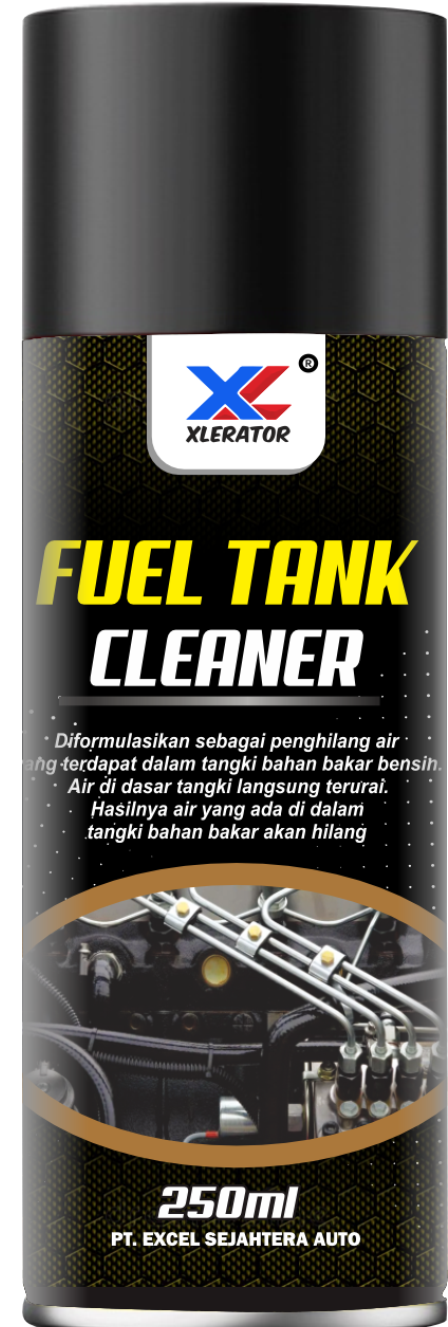 XLERATOR
®
FUEL TANK
CLEANER
Diformulasikan sebagai penghilang air
terdapat dalam tangki bahan bakar bensin.
Air di dasar tangki langsung terurai.
Hasilnya air yang ada di dalam
tangki bahan bakar akan hilang
250ml
PT. EXCEL SEJAHTERA AUTO